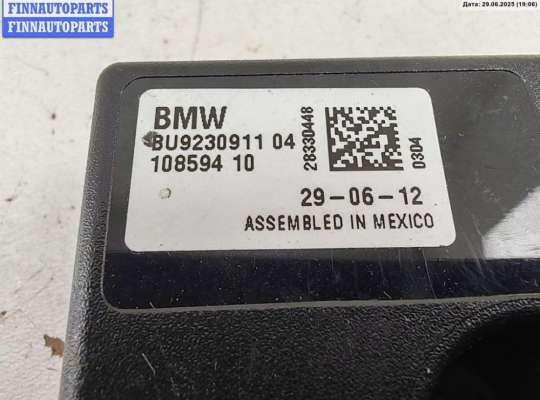 FINNAUTOPARTS
FINNAUTOPARTS
Дата: 29.06.2025 (19:06)
BMW
BU9230911 04
108594 10
28330448
0304
29-06-12
ASSEMBLED IN MEXICO